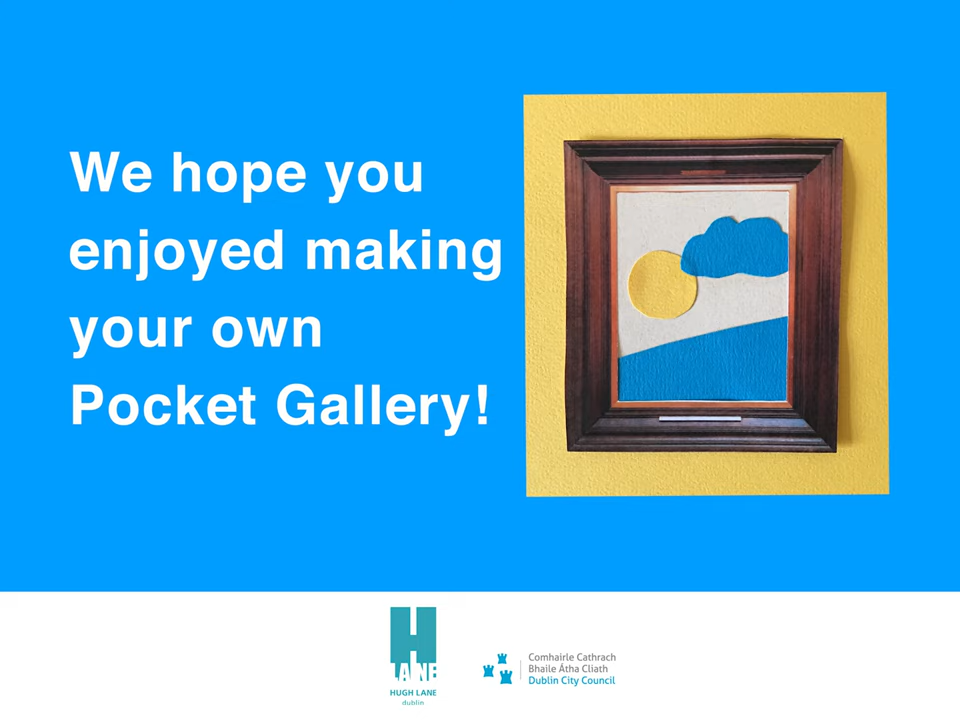 We hope you
enjoyed making
your own
Pocket Gallery!
H
LANE
HUGH LANE
dublin
Comhairle Cathrach
Bhaile Átha Cliath
Dublin City Council